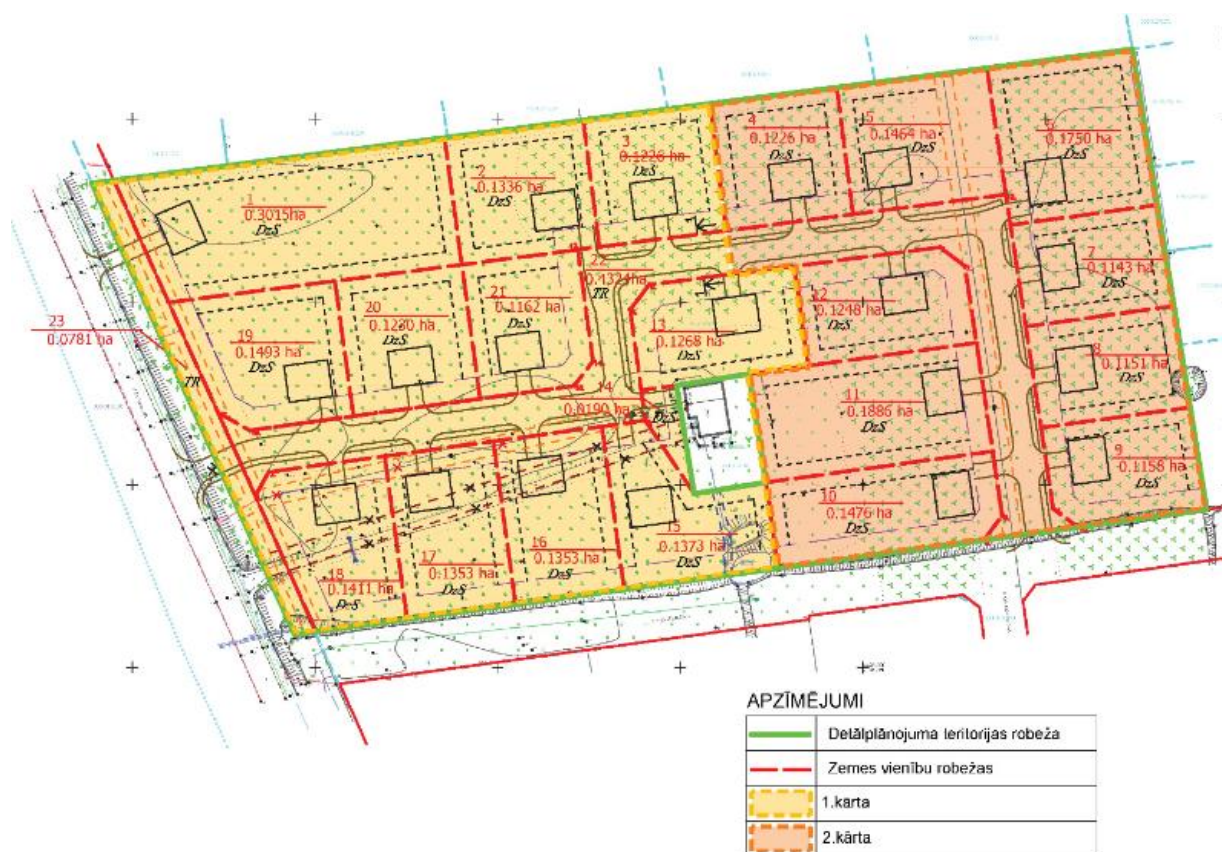 1
0.3015ha
DzS
2
0.1336 ha
DzS
3
0.1226 ha
DzS
4
0.1226 ha
DzS
5
0.1464 ha
DzS
6
0.1750 ha
DzS
7
0.1143 ha
DzS
8
0.1151 ha
DzS
9
0.1158 ha
DzS
10
0.1476 ha
DzS
11
0.1886 ha
DzS
12
0.1248 ha
DzS
13
0.1268 ha
DzS
14
0.0190 ha
DzS
15
0.1373 ha
DzS
16
0.1353 ha
DzS
17
0.1353 ha
DzS
18
0.1411 ha
DzS
19
0.1493 ha
DzS
20
0.1230 ha
DzS
21
0.1162 ha
DzS
22
0.1324 ha
TR
23
0.0781 ha
TR
APZĪMĒJUMI
Detālplānojuma teritorijas robeža
Zemes vienību robežas
1.kārta
2.kārta